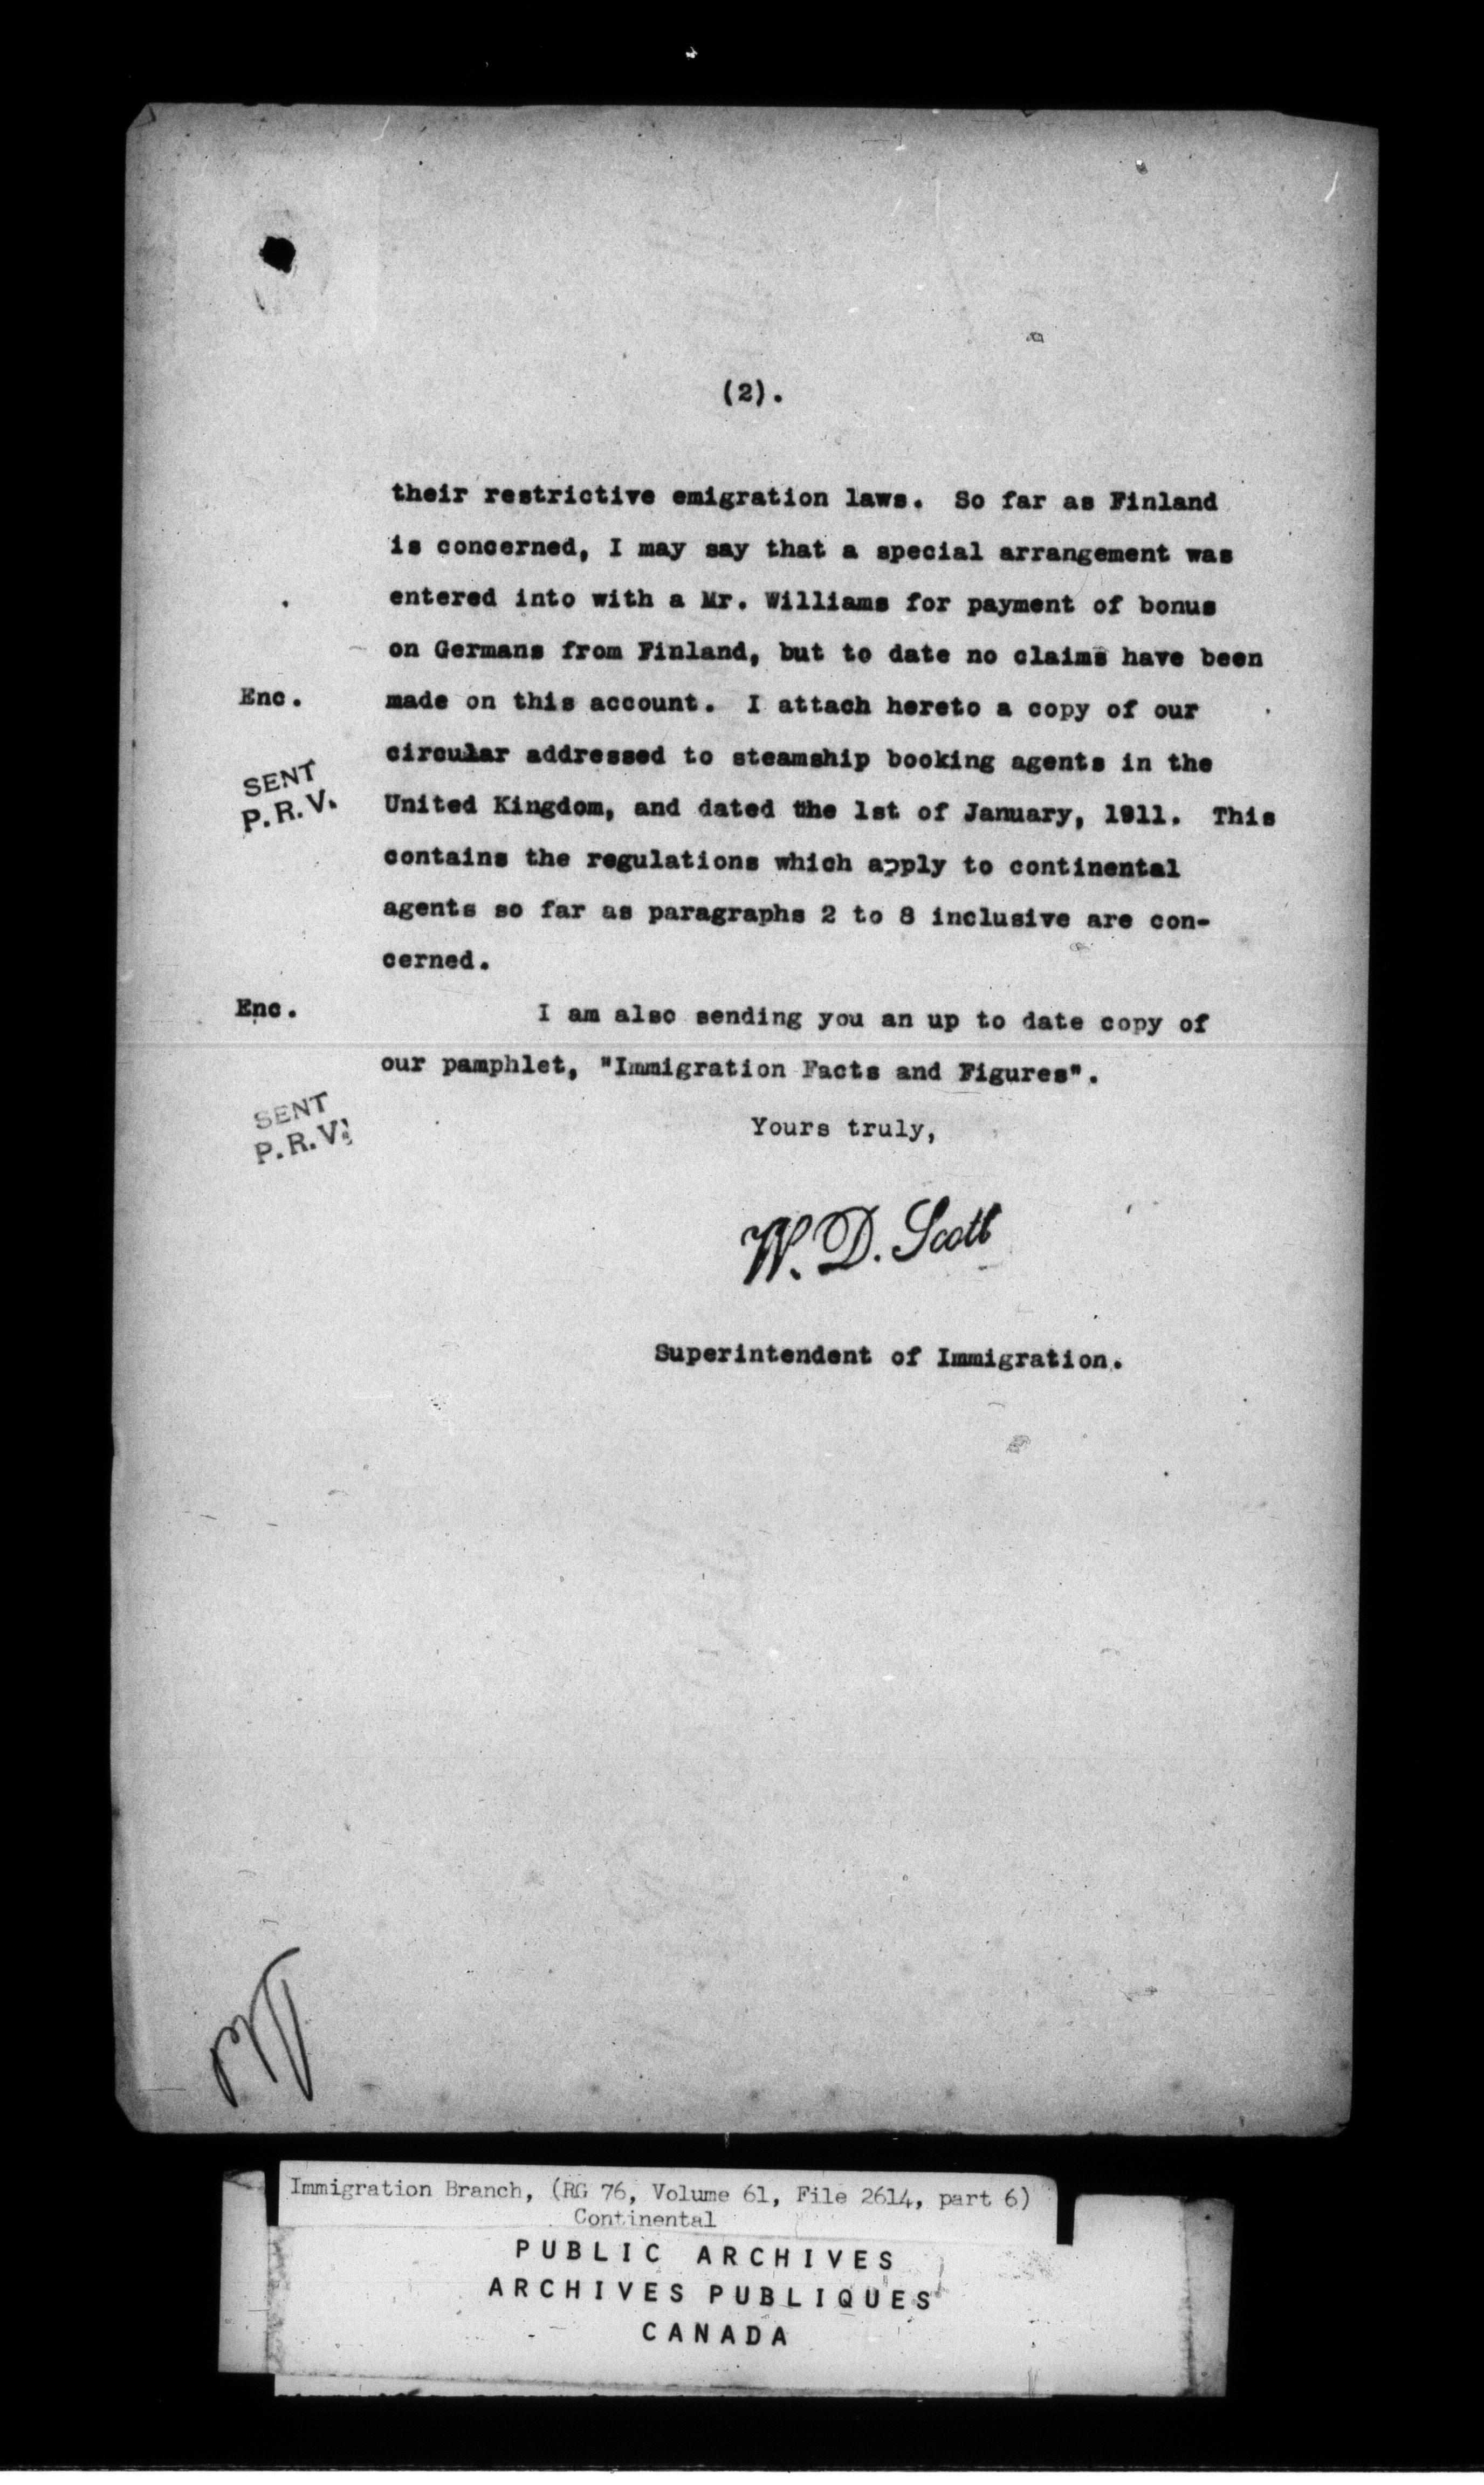 (2).
their restrictive emigration laws. So far as Finland
is concerned, I may say that a special arrangement was
entered into with a Mr. Williams for payment of bonus
on Germans from Finland, but to date no claims have been
Enc. made on this account. I attach hereto a copy of our
circular addressed to steamship booking agents in the
SENT
P.R.V.
United Kingdom, and dated the 1st of January, 1911. This
contains the regulations which apply to continental
agents so far as paragraphs 2 to 8 inclusive are con-
cerned.
Enc. I am also sending you an up to date copy of
our pamphlet, "Immigration Facts and Figures".
SENT
P.R.V.
Yours truly,
W. D. Scott
Superintendent of Immigration.
Immigration Branch, (RG 76, Volume 61, File 2614, part 6)
Continental
PUBLIC ARCHIVES
ARCHIVES PUBLIQUES
CANADA